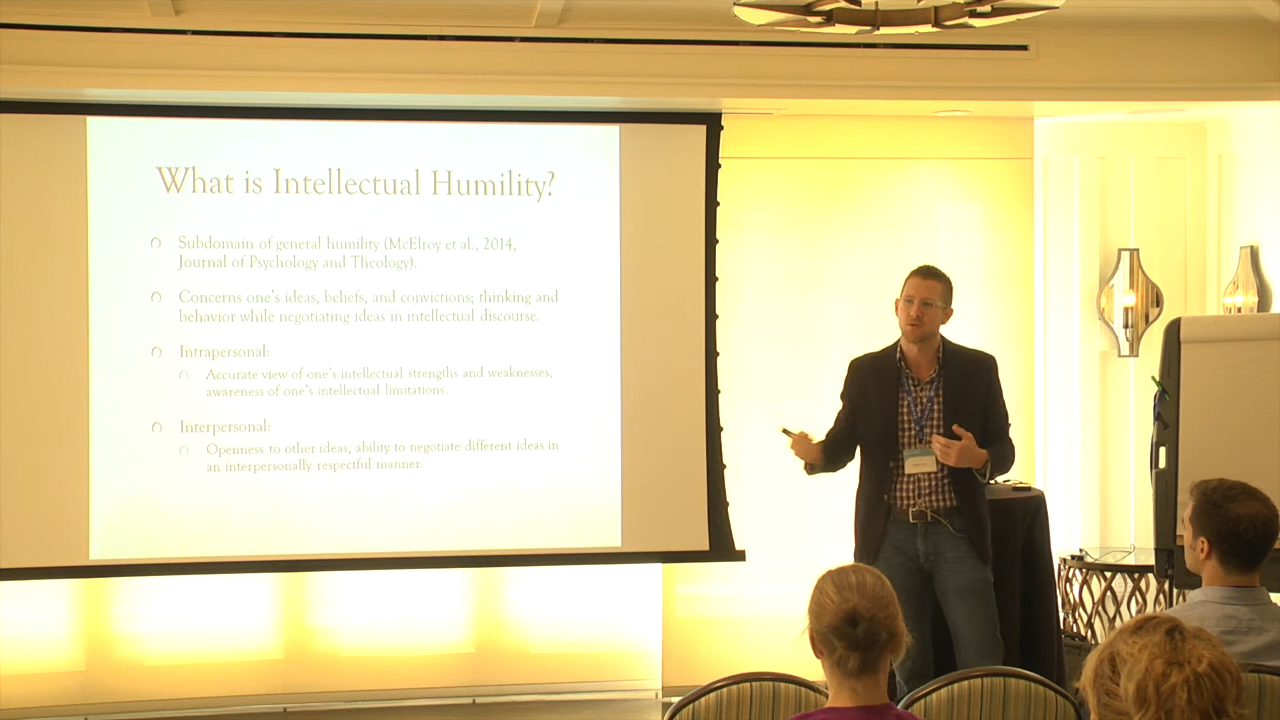 What is Intellectual Humility?
Subdomain of general humility (McElroy et al., 2014,
Journal of Psychology and Theology).
Concerns one's ideas, beliefs, and convictions; thinking and
behavior while negotiating ideas in intellectual discourse.
Intrapersonal:
Accurate view of one's intellectual strengths and weaknesses,
awareness of one's intellectual limitations
Interpersonal:
Openness to other ideas, ability to negotiate different ideas in
an interpersonally respectful manner.